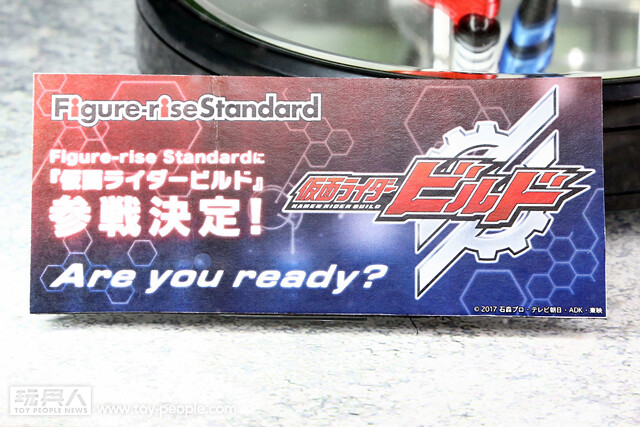 Figure-riseStandard
Figure-rise Standardに
『仮面ライダービルド』
参戦決定!
Are you ready?
仮面ライダー
ビルド
KAMEN RIDER BUILD
© 2017 石森プロ・テレビ朝日・ADK・東映
玩具人
TOY PEOPLE NEWS
www.toy-people.com